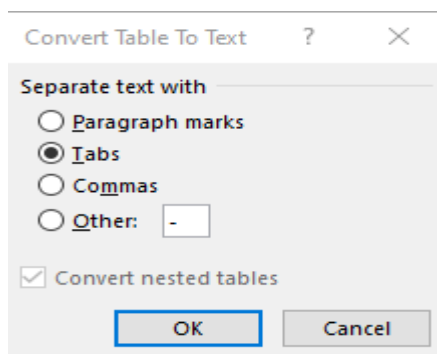 Convert Table To Text ?
Separate text with
Paragraph marks
Tabs
Commas
Other: -
Convert nested tables
OK Cancel